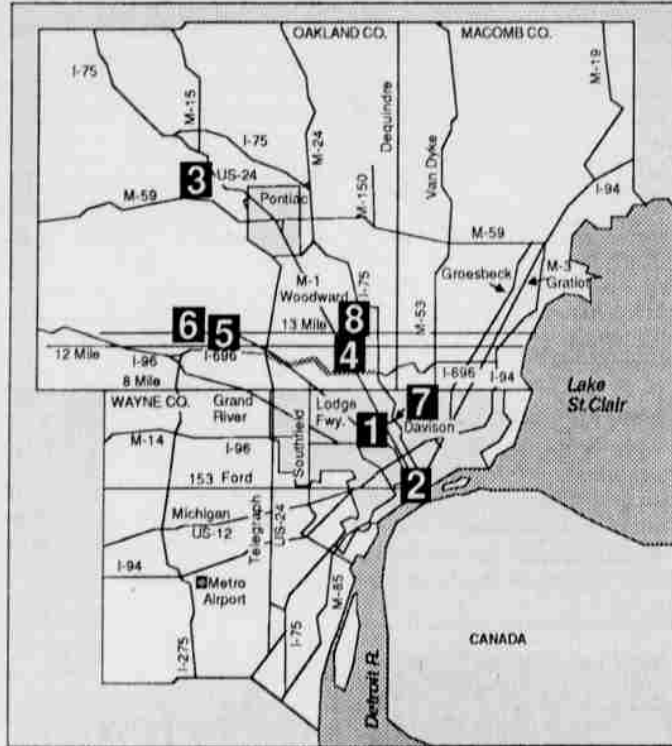 OAKLAND CO.
MACOMB CO.
I-75
M-15
M-24
Dequindre
M-19
I-75
Van Dyke
3
US-24
Pontiac
M-150
I-94
M-59
M-59
M-1
Woodward
I-75
Groesbeck
M-3
Gratiot
M-53
6
5
8
13 Mile
4
12 Mile
I-96
I-696
8 Mile
I-696
I-94
Lake
St. Clair
WAYNE CO.
Grand
River
Lodge
Fwy.
7
1
Davison
M-14
I-96
Southfield
153 Ford
2
Michigan
US-12
Telegraph
US-24
I-94
Metro
Airport
M-85
I-75
I-275
CANADA
Detroit R.